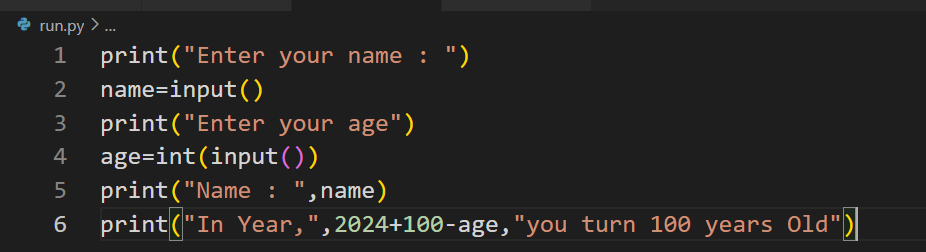 run.py > ...
1 print("Enter your name : ")
2 name=input()
3 print("Enter your age")
4 age=int(input())
5 print("Name : ",name)
6 print("In Year,",2024+100-age,"you turn 100 years Old")